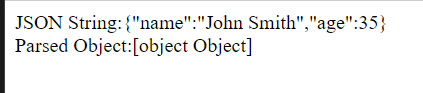 JSON String:{"name":"John Smith","age":35}
Parsed Object:[object Object]